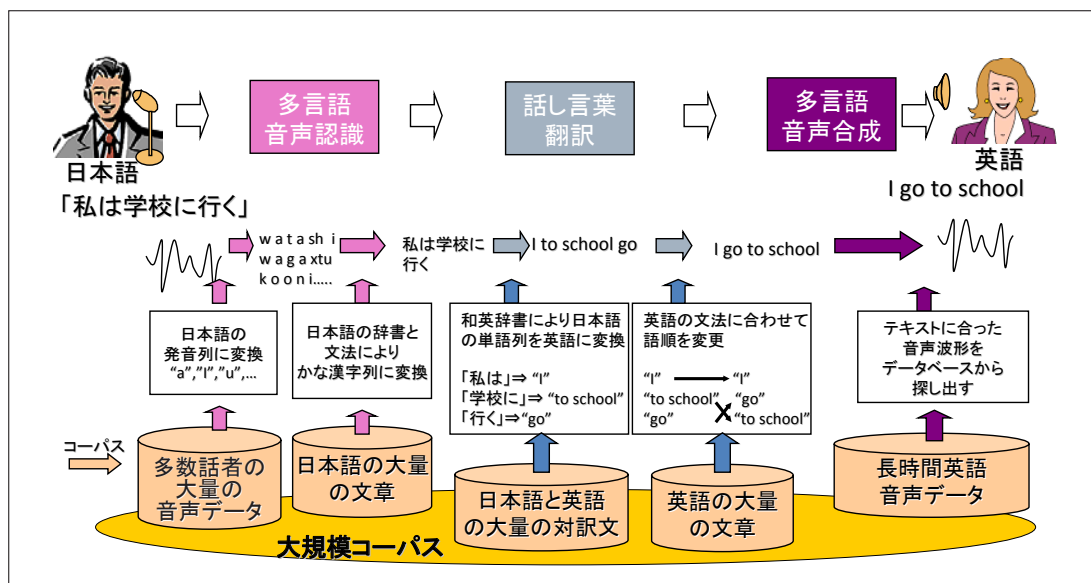 多言語
音声認識
話し言葉
翻訳
多言語
音声合成
日本語
「私は学校に行く」
英語
I go to school
w a t a s h i
w a g a x t u
k o o n i …..
私は学校に
行く
I to school go
I go to school
日本語の
発音列に変換
“a”,”I”,”u”,...
日本語の辞書と
文法により
かな漢字列に変換
和英辞書により日本語
の単語列を英語に変換
「私は」⇒ “I”
「学校に」⇒ “to school”
「行く」⇒“go”
英語の文法に合わせて
語順を変更
“I” “I”
“to school” “go”
“go” “to school”
テキストに合った
音声波形を
データベースから
探し出す
コーパス
多数話者の
大量の
音声データ
日本語の大量
の文章
日本語と英語
の大量の対訳文
英語の大量
の文章
長時間英語
音声データ
大規模コーパス